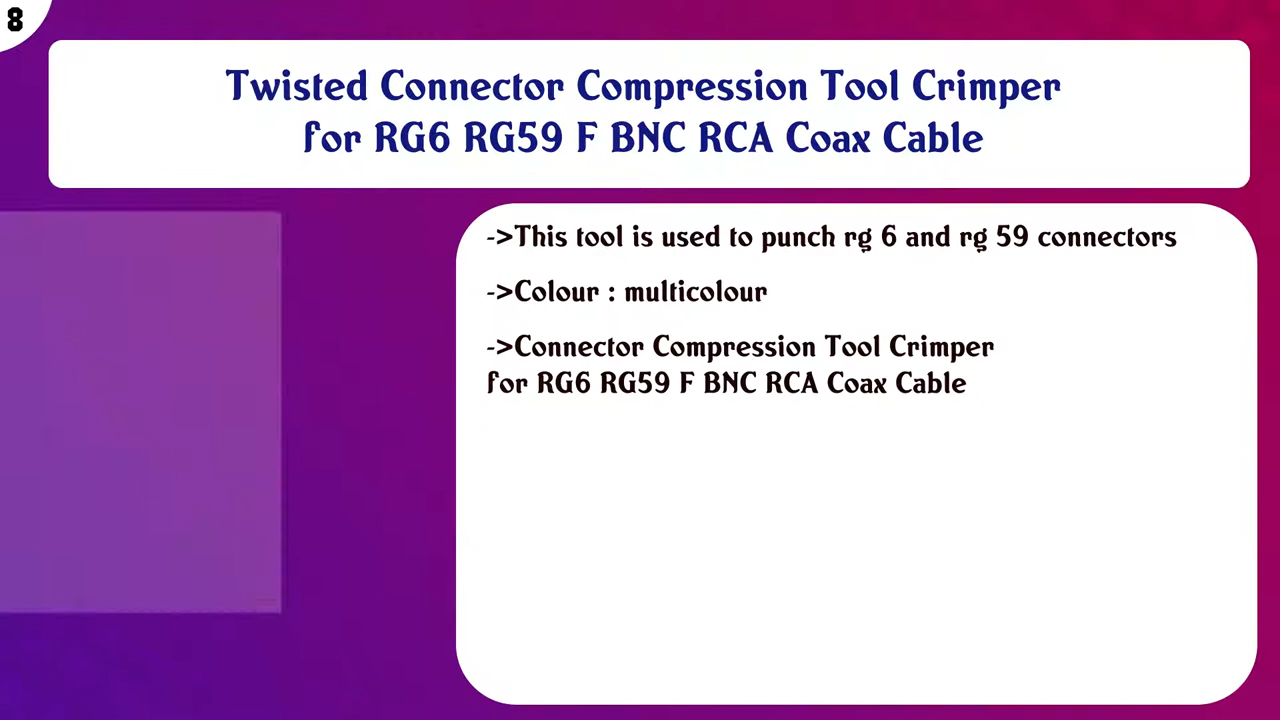 8
Twisted Connector Compression Tool Crimper
for RG6 RG59 F BNC RCA Coax Cable
->This tool is used to punch rg 6 and rg 59 connectors
->Colour : multicolour
->Connector Compression Tool Crimper
for RG6 RG59 F BNC RCA Coax Cable